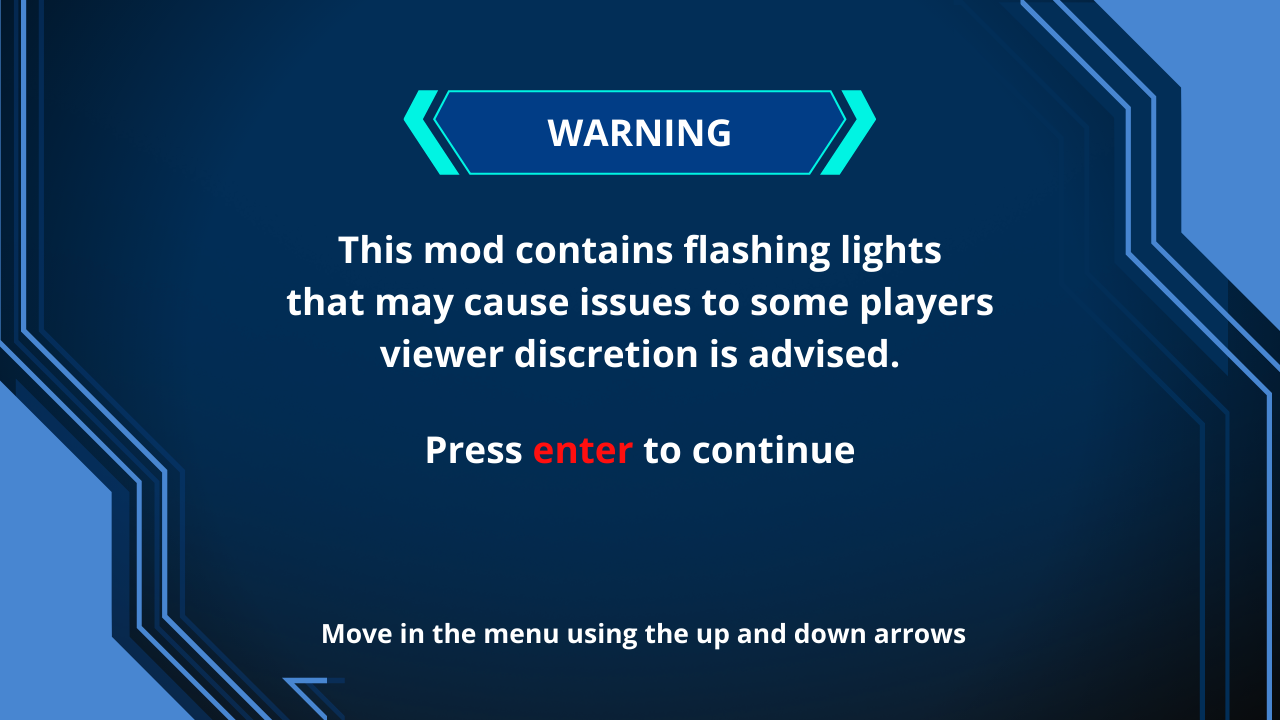 WARNING
This mod contains flashing lights
that may cause issues to some players
viewer discretion is advised.
Press enter to continue
Move in the menu using the up and down arrows